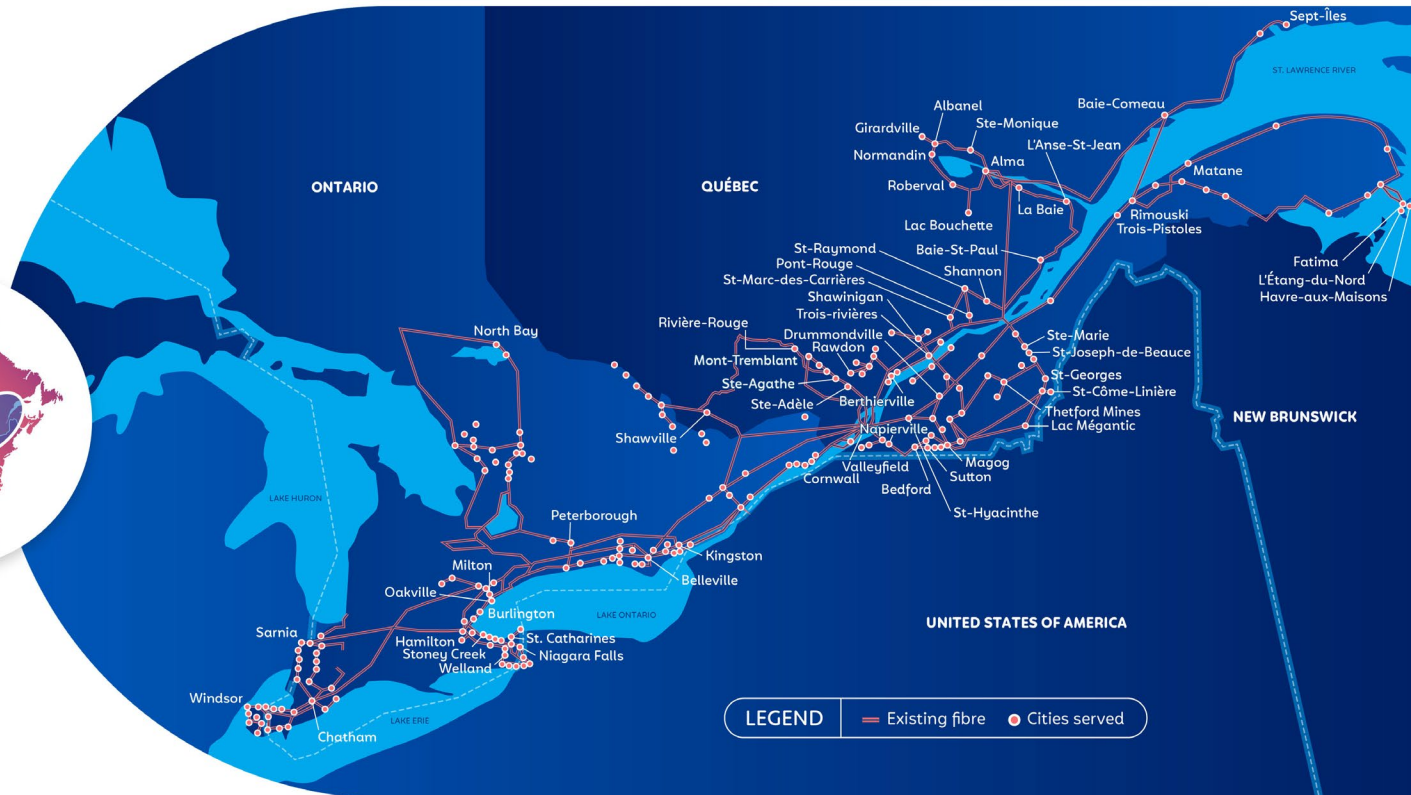 Sept-Îles
ST. LAWRENCE RIVER
Baie-Comeau
Albanel
Girardville
Ste-Monique
L'Anse-St-Jean
Normandin
Alma
Matane
ONTARIO
QUÉBEC
Roberval
La Baie
Rimouski
Lac Bouchette
Trois-Pistoles
St-Raymond
Baie-St-Paul
Pont-Rouge
Fatima
St-Marc-des-Carrières
Shannon
L'Étang-du-Nord
Shawinigan
Havre-aux-Maisons
Trois-rivières
Rivière-Rouge
North Bay
Drummondville
Ste-Marie
Rawdon
St-Joseph-de-Beauce
Mont-Tremblant
St-Georges
Ste-Agathe
St-Côme-Linière
Ste-Adèle
Berthierville
Thetford Mines
NEW BRUNSWICK
Lac Mégantic
Napierville
Shawville
Valleyfield
Magog
Cornwall
Sutton
Bedford
LAKE HURON
St-Hyacinthe
Peterborough
Kingston
Milton
Belleville
Oakville
Burlington
LAKE ONTARIO
UNITED STATES OF AMERICA
Sarnia
Hamilton
St. Catharines
Stoney Creek
Niagara Falls
Welland
Windsor
LAKE ERIE
Chatham
LEGEND
Existing fibre
Cities served